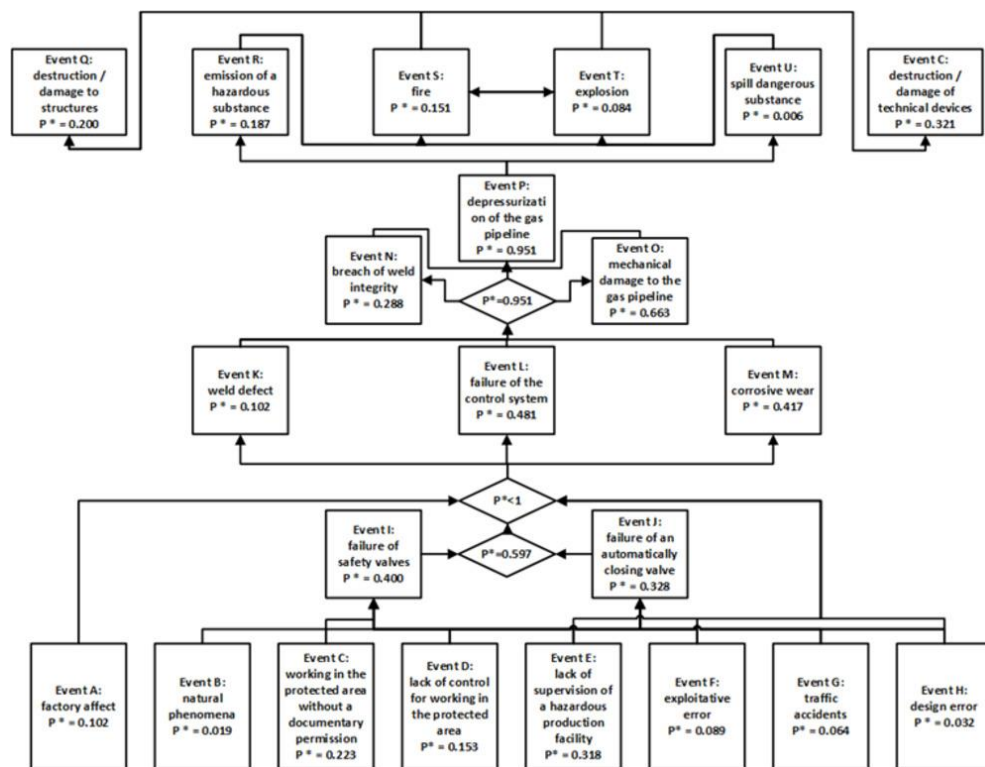 Event Q:
destruction /
damage to
structures
P * = 0.200
Event R:
emission of a
hazardous
substance
P * = 0.187
Event S:
fire
P * = 0.151
Event T:
explosion
P * = 0.084
Event U:
spill dangerous
substance
P * = 0.006
Event C:
destruction /
damage of
technical devices
P * = 0.321
Event P:
depressurizati
on of the gas
pipeline
P * = 0.951
Event N:
breach of weld
integrity
P * = 0.288
P*=0.951
Event O:
mechanical
damage to the
gas pipeline
P * = 0.663
Event K:
weld defect
P * = 0.102
Event L:
failure of the
control system
P * = 0.481
Event M:
corrosive wear
P * = 0.417
P*<1
Event I:
failure of
safety valves
P * = 0.400
P*=0.597
Event J:
failure of an
automatically
closing valve
P * = 0.328
Event A:
factory affect
P * = 0.102
Event B:
natural
phenomena
P * = 0.019
Event C:
working in the
protected area
without a
documentary
permission
P * = 0.223
Event D:
lack of control
for working in
the protected
area
P* = 0.153
Event E:
lack of
supervision of
a hazardous
production
facility
P* = 0.318
Event F:
exploitative
error
P* = 0.089
Event G:
traffic
accidents
P* = 0.064
Event H:
design error
P * = 0.032